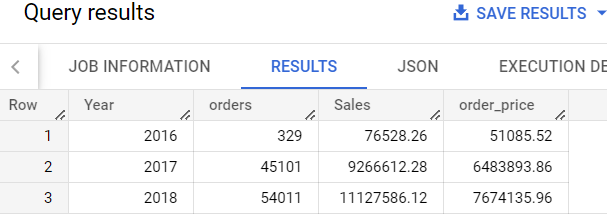 Query results
SAVE RESULTS
JOB INFORMATION RESULTS JSON EXECUTION DE
Row Year orders Sales order_price
1 2016 329 76528.26 51085.52
2 2017 45101 9266612.28 6483893.86
3 2018 54011 11127586.12 7674135.96